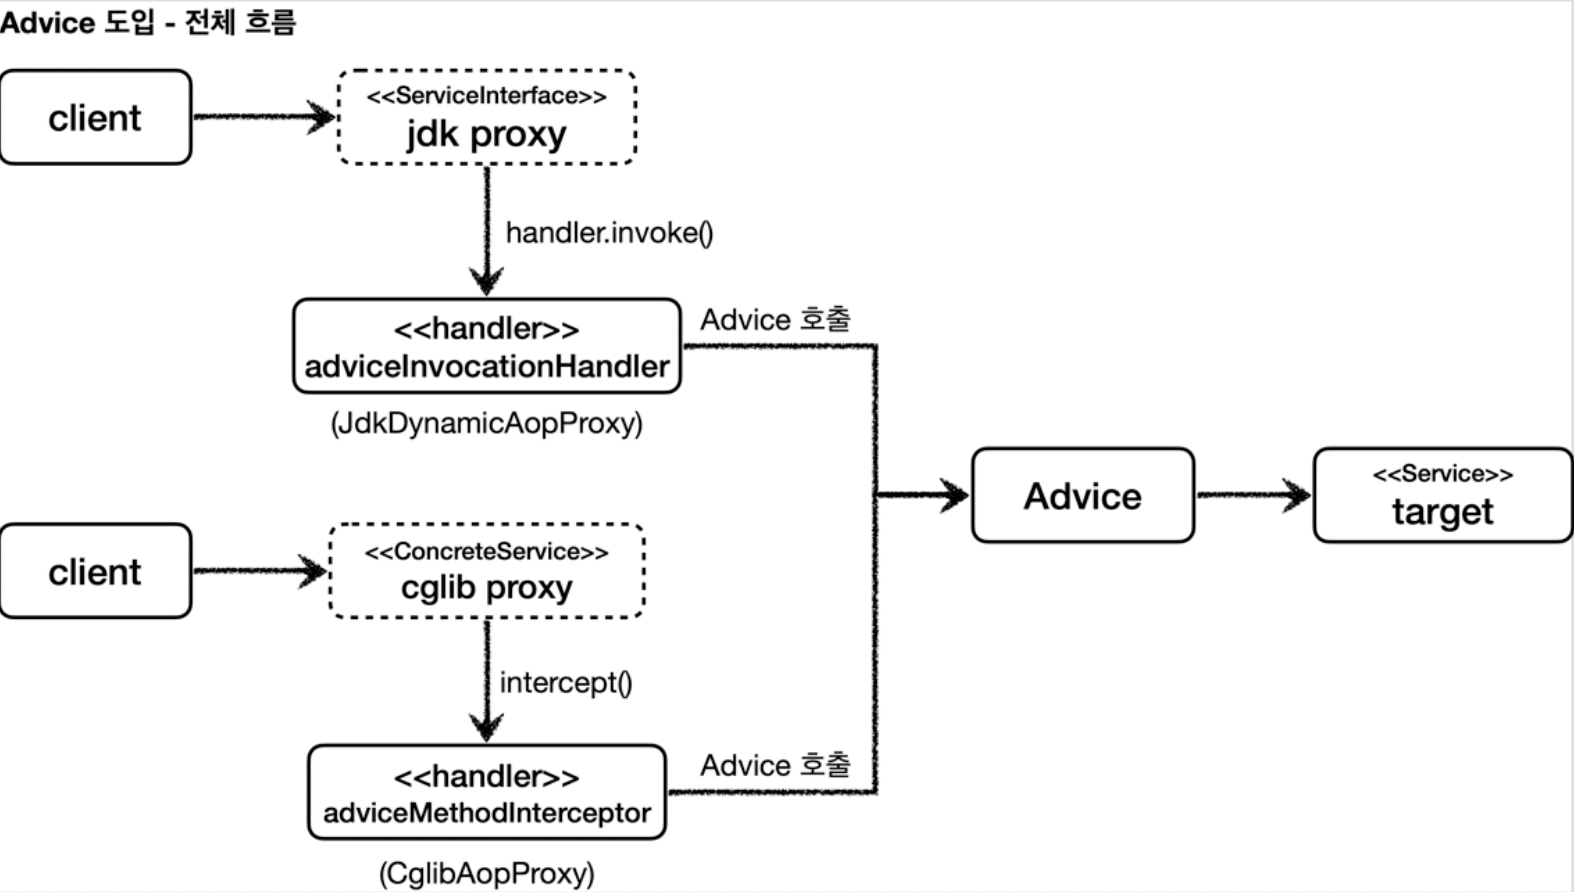 Advice 도입 - 전체 흐름
client
<<ServiceInterface>>
jdk proxy
handler.invoke()
<<handler>>
adviceInvocationHandler
(JdkDynamicAopProxy)
Advice 호출
Advice
<<Service>>
target
client
<<ConcreteService>>
cglib proxy
intercept()
<<handler>>
adviceMethodInterceptor
(CglibAopProxy)
Advice 호출